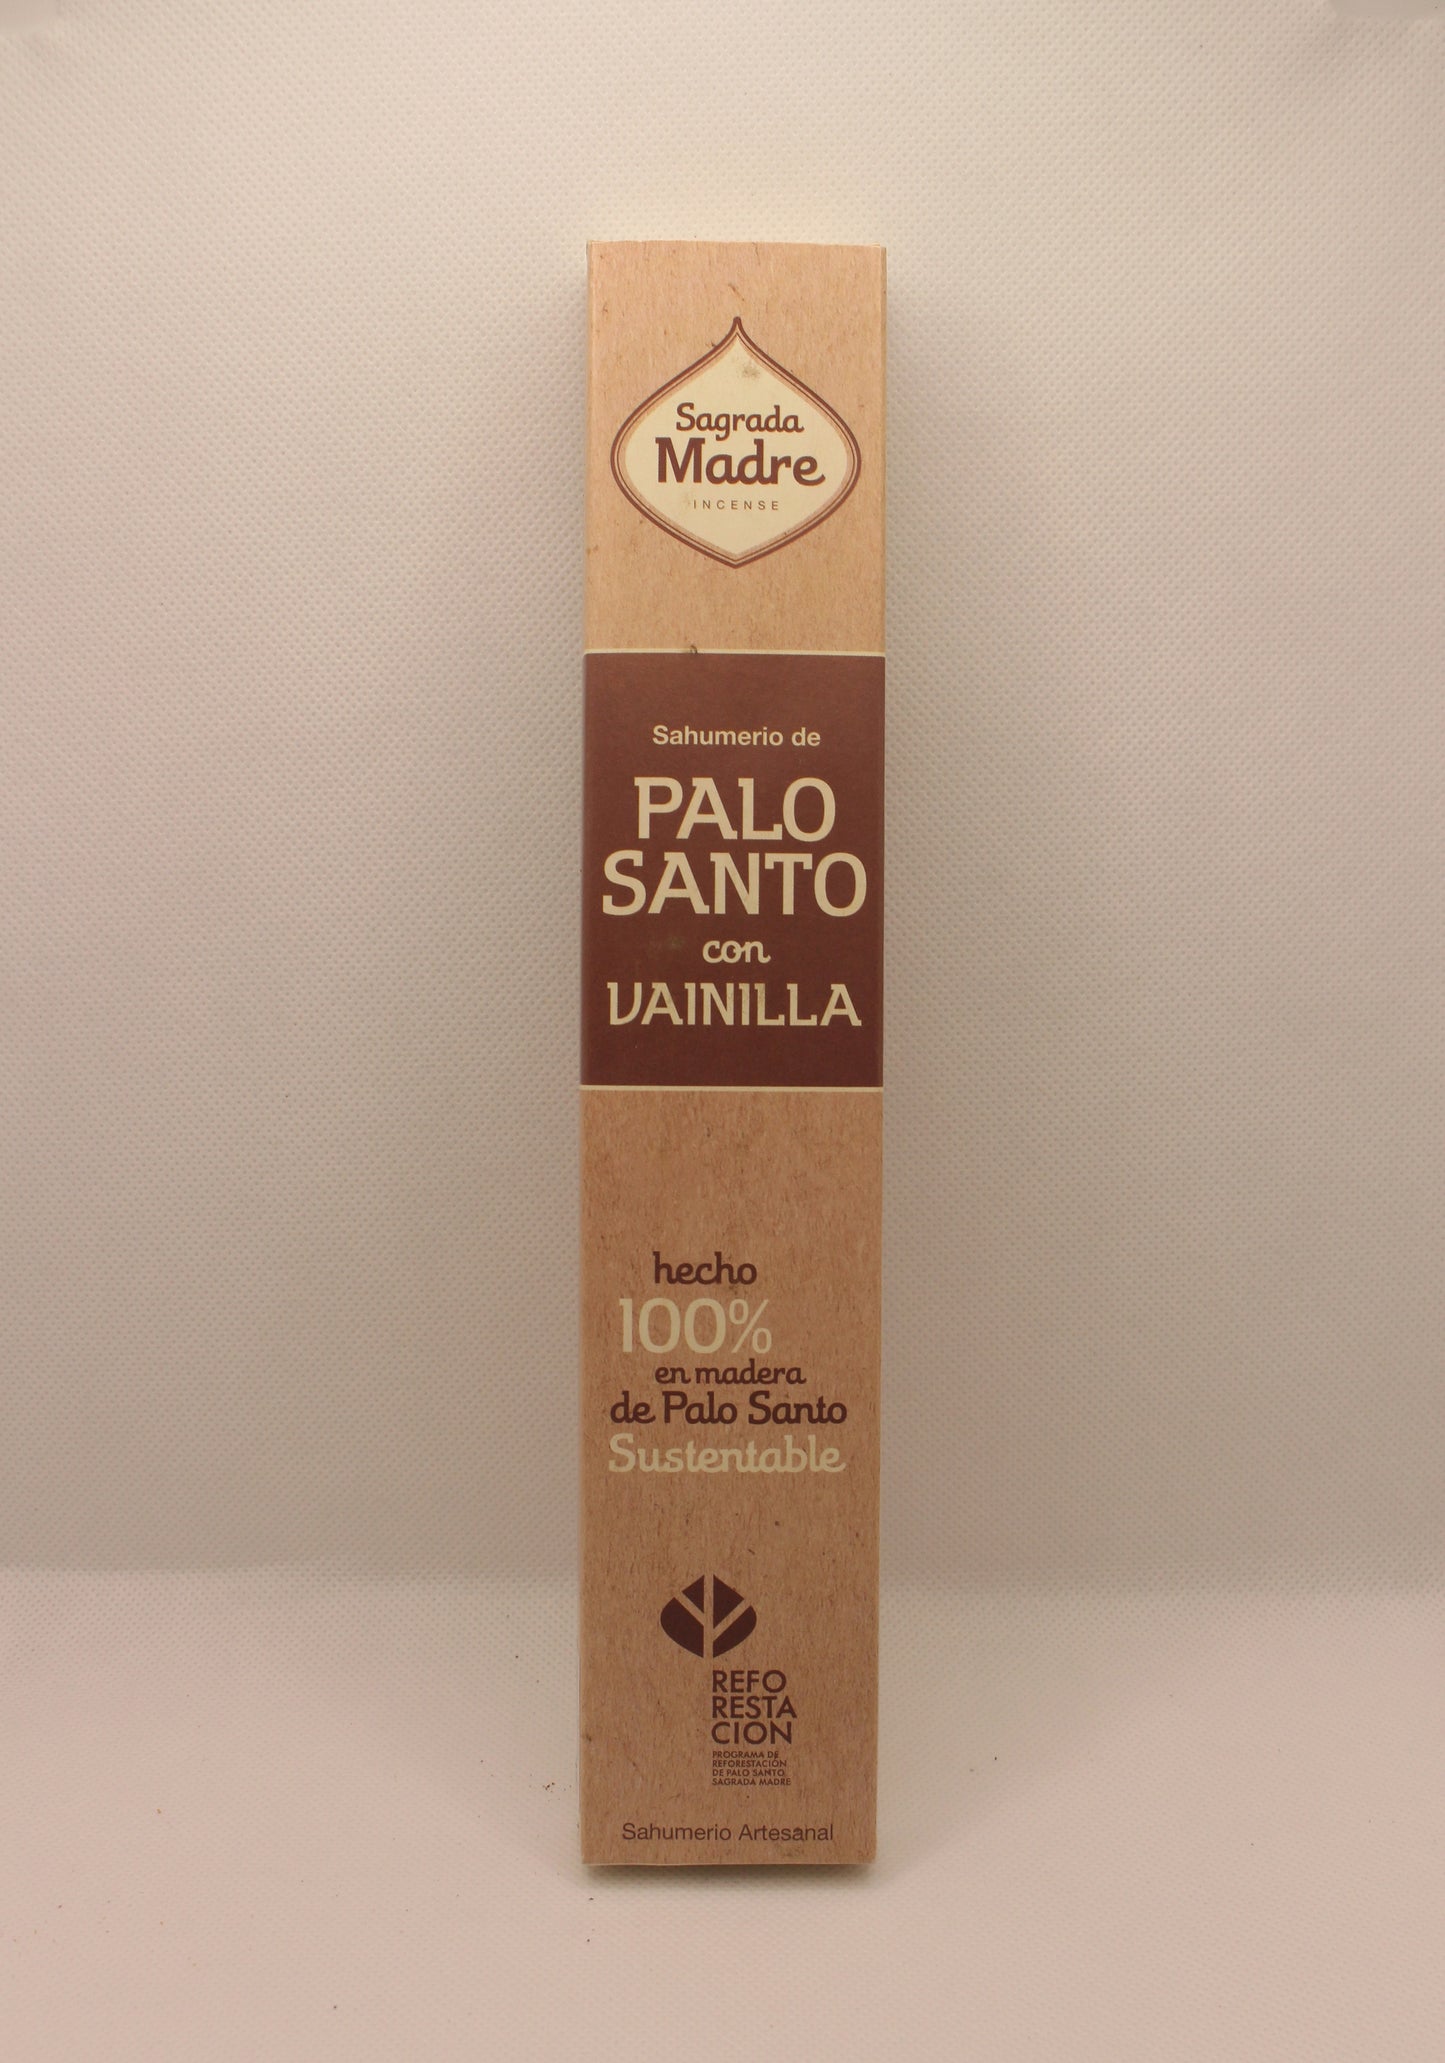 Sagrada
Madre
INCENSE
Sahumerio de
PALO
SANTO
con
VAINILLA
hecho
100%
en madera
de Palo Santo
Sustentable
REFO
RESTA
CION
PROGRAMA DE
REFORESTACIÓN
DE PALO SANTO
SAGRADA MADRE
Sahumerio Artesanal